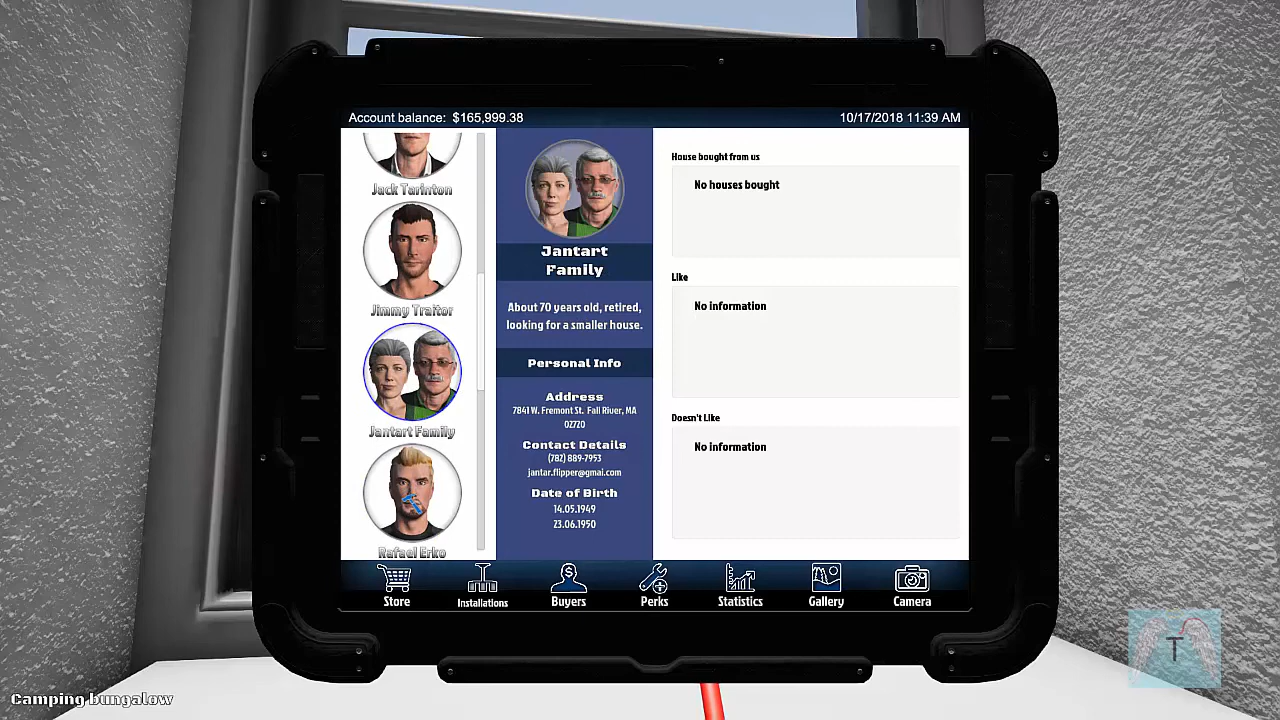 Account balance: $165,999.38
10/17/2018 11:39 AM
Jack Tarinton
Jimmy Traitor
Jantart Family
Rafael Erko
Jantart
Family
About 70 years old, retired,
looking for a smaller house.
Personal Info
Address
7841 W. Fremont St. Fall River, MA
02720
Contact Details
(782) 889-7953
jantar.flipper@gmai.com
Date of Birth
14.05.1949
23.06.1950
House bought from us
No houses bought
Like
No information
Doesn't Like
No information
Store
Installations
Buyers
Perks
Statistics
Gallery
Camera
Camping bungalow
T